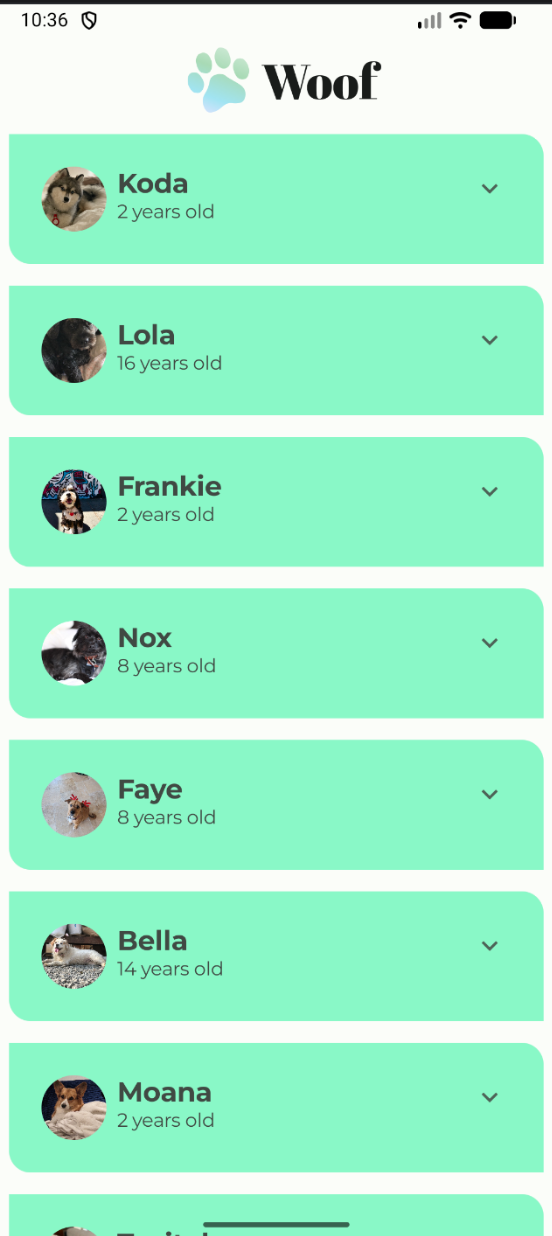 10:36
Woof
Koda
2 years old
Lola
16 years old
Frankie
2 years old
Nox
8 years old
Faye
8 years old
Bella
14 years old
Moana
2 years old